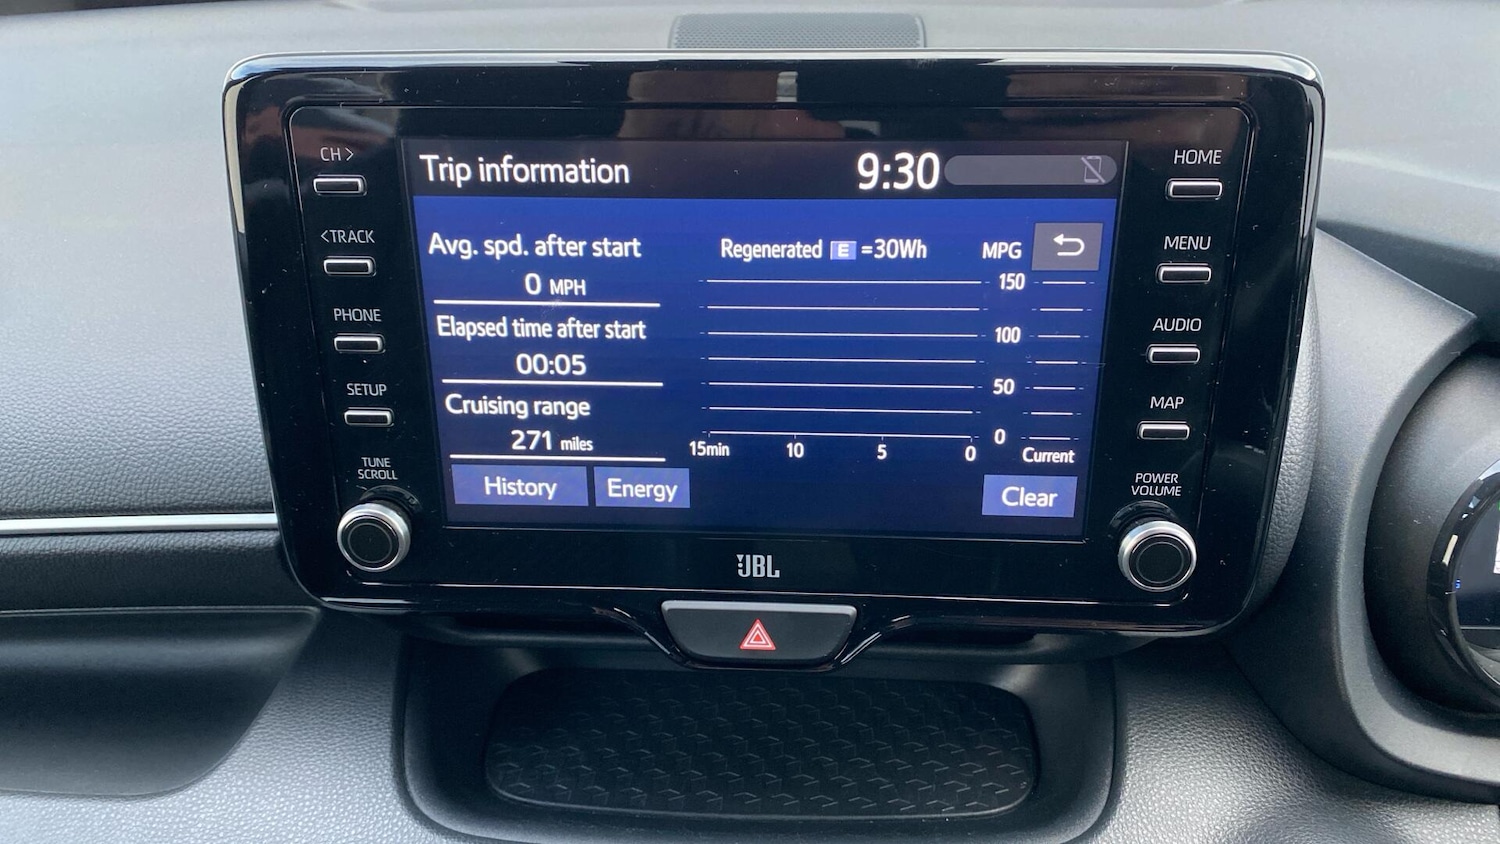 CH >
<TRACK
PHONE
SETUP
TUNE
SCROLL
Trip information
9:30
Avg. spd. after start
0 MPH
Elapsed time after start
00:05
Cruising range
271 miles
History
Energy
Regenerated E =30Wh
MPG
150
100
50
0
15min 10 5 0
Current
Clear
HOME
MENU
AUDIO
MAP
POWER
VOLUME
JBL